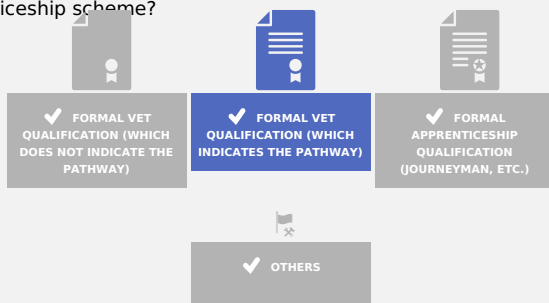 iceship scheme?
FORMAL VET
QUALIFICATION (WHICH
DOES NOT INDICATE THE
PATHWAY)
FORMAL VET
QUALIFICATION (WHICH
INDICATES THE PATHWAY)
FORMAL
APPRENTICESHIP
QUALIFICATION
(JOURNEYMAN, ETC.)
OTHERS